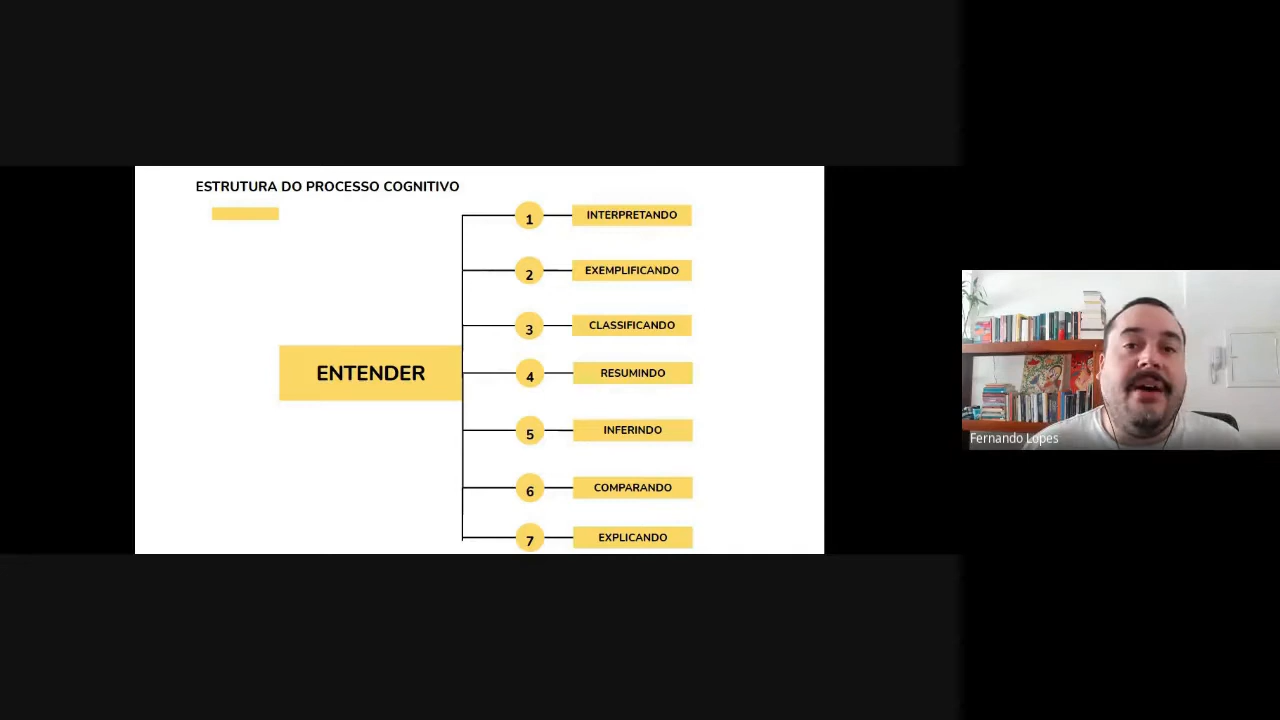 ESTRUTURA DO PROCESSO COGNITIVO
ENTENDER
1 INTERPRETANDO
2 EXEMPLIFICANDO
3 CLASSIFICANDO
4 RESUMINDO
5 INFERINDO
6 COMPARANDO
7 EXPLICANDO
Fernando Lopes